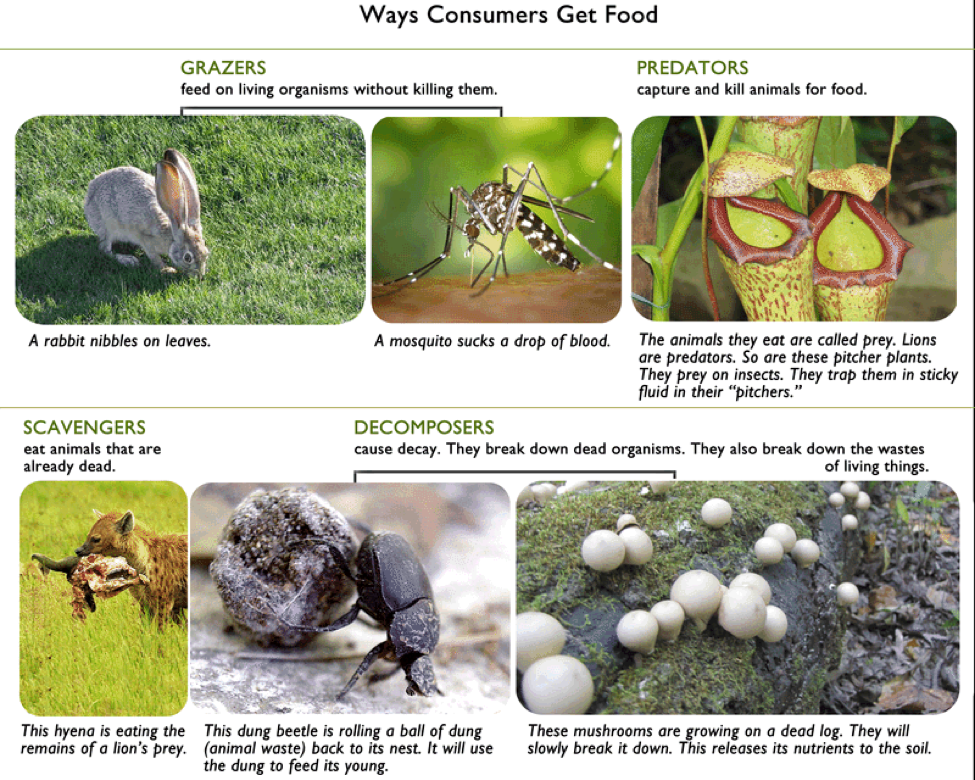 Ways Consumers Get Food
GRAZERS
feed on living organisms without killing them.
PREDATORS
capture and kill animals for food.
A rabbit nibbles on leaves.
A mosquito sucks a drop of blood.
The animals they eat are called prey. Lions
are predators. So are these pitcher plants.
They prey on insects. They trap them in sticky
fluid in their “pitchers.”
SCAVENGERS
eat animals that are
already dead.
DECOMPOSERS
cause decay. They break down dead organisms. They also break down the wastes
of living things.
This hyena is eating the
remains of a lion’s prey.
This dung beetle is rolling a ball of dung
(animal waste) back to its nest. It will use
the dung to feed its young.
These mushrooms are growing on a dead log. They will
slowly break it down. This releases its nutrients to the soil.